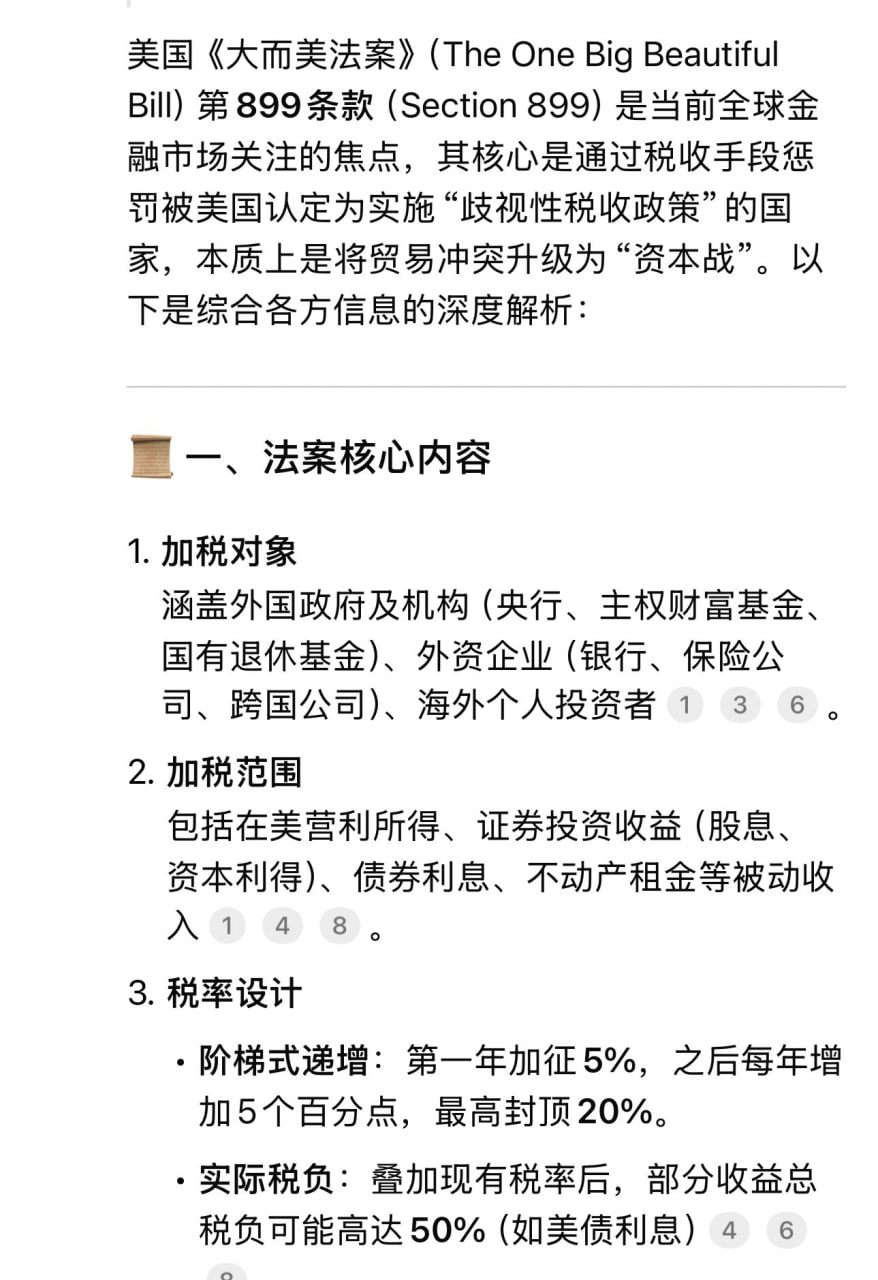 美国《大而美法案》（The One Big Beautiful
Bill）第899条款（Section 899）是当前全球金
融市场关注的焦点，其核心是通过税收手段惩
罚被美国认定为实施“歧视性税收政策”的国
家，本质上是将贸易冲突升级为“资本战”。以
下是综合各方信息的深度解析：
一、法案核心内容
1. 加税对象
涵盖外国政府及机构（央行、主权财富基金、
国有退休基金）、外资企业（银行、保险公
司、跨国公司）、海外个人投资者 1 3 6 。
2. 加税范围
包括在美营利所得、证券投资收益（股息、
资本利得）、债券利息、不动产租金等被动收
入 1 4 8 。
3. 税率设计
• 阶梯式递增：第一年加征5%，之后每年增
加5个百分点，最高封顶20%。
• 实际税负：叠加现有税率后，部分收益总
税负可能高达50%（如美债利息） 4 6
8